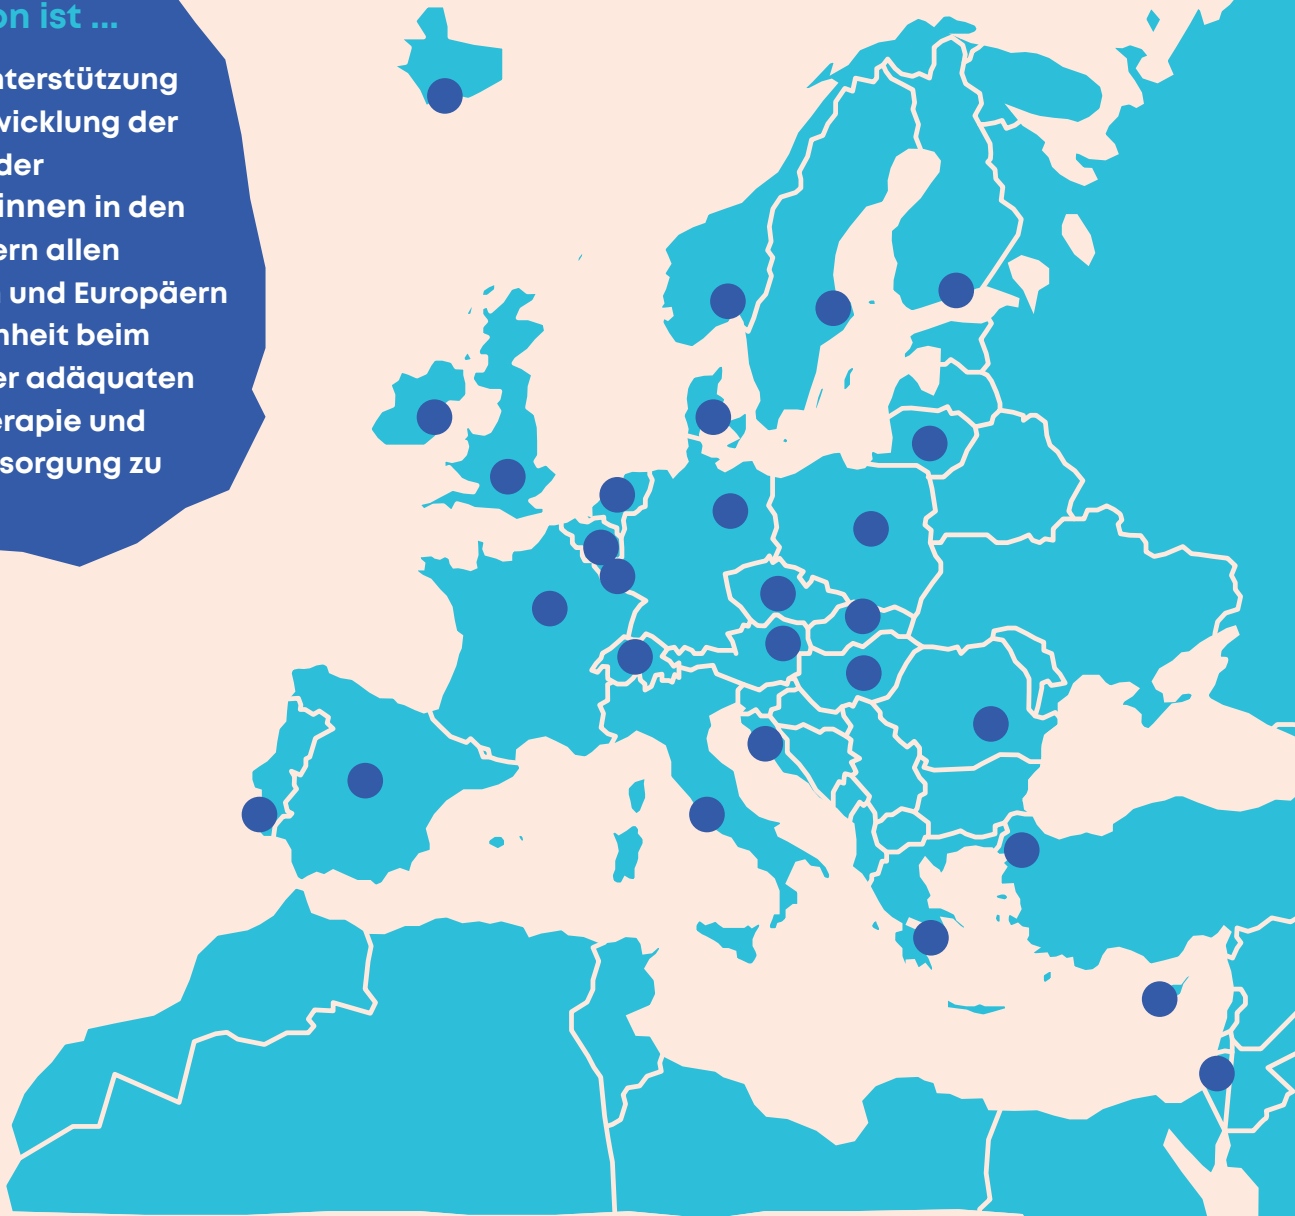 on ist ...
nterstützung
wicklung der
der
innen in den
ern allen
und Europäern
nheit beim
er adäquaten
erapie und
sorgung zu